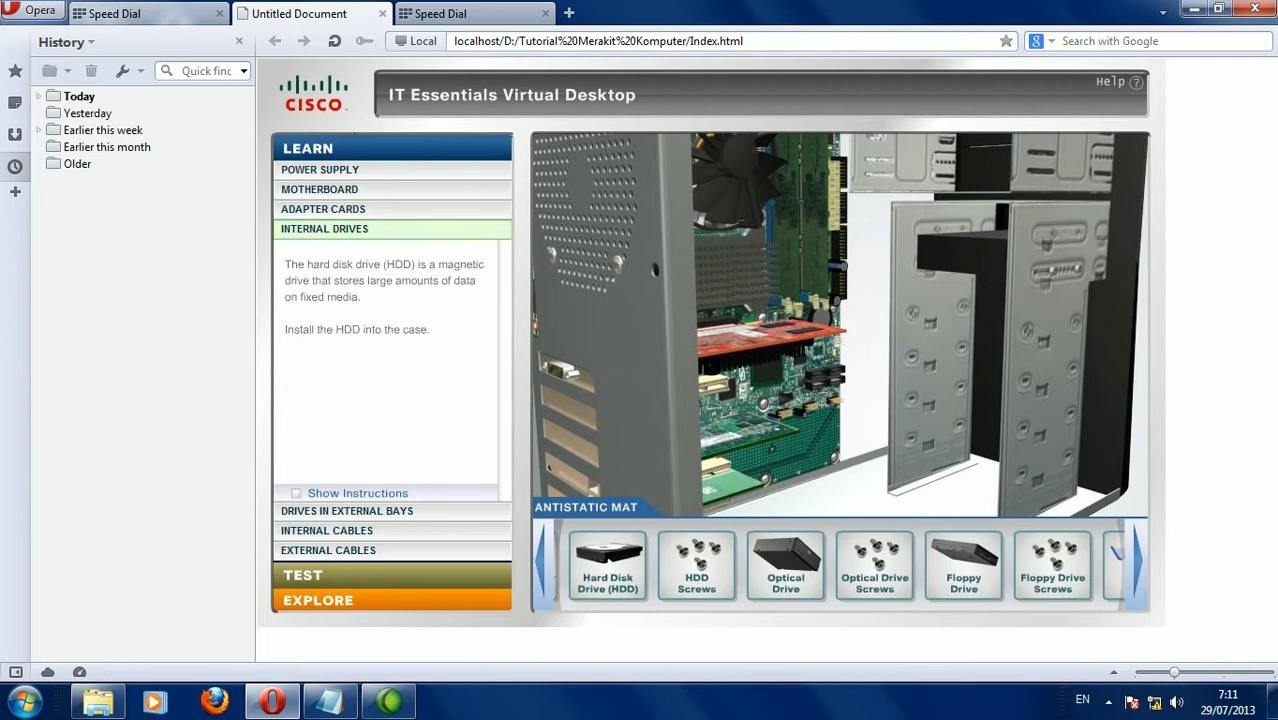 Opera
Speed Dial
Untitled Document
Speed Dial
History
Local
localhost/D:/Tutorial%20Merakit%20Komputer/Index.html
g
Search with Google
Quick finc
Today
Yesterday
Earlier this week
Earlier this month
Older
CISCO
IT Essentials Virtual Desktop
Help ?
LEARN
POWER SUPPLY
MOTHERBOARD
ADAPTER CARDS
INTERNAL DRIVES
The hard disk drive (HDD) is a magnetic
drive that stores large amounts of data
on fixed media.
Install the HDD into the case.
Show Instructions
DRIVES IN EXTERNAL BAYS
INTERNAL CABLES
EXTERNAL CABLES
TEST
EXPLORE
ANTISTATIC MAT
Hard Disk
Drive (HDD)
HDD
Screws
Optical
Drive
Optical Drive
Screws
Floppy
Drive
Floppy Drive
Screws
EN
7:11
29/07/2013